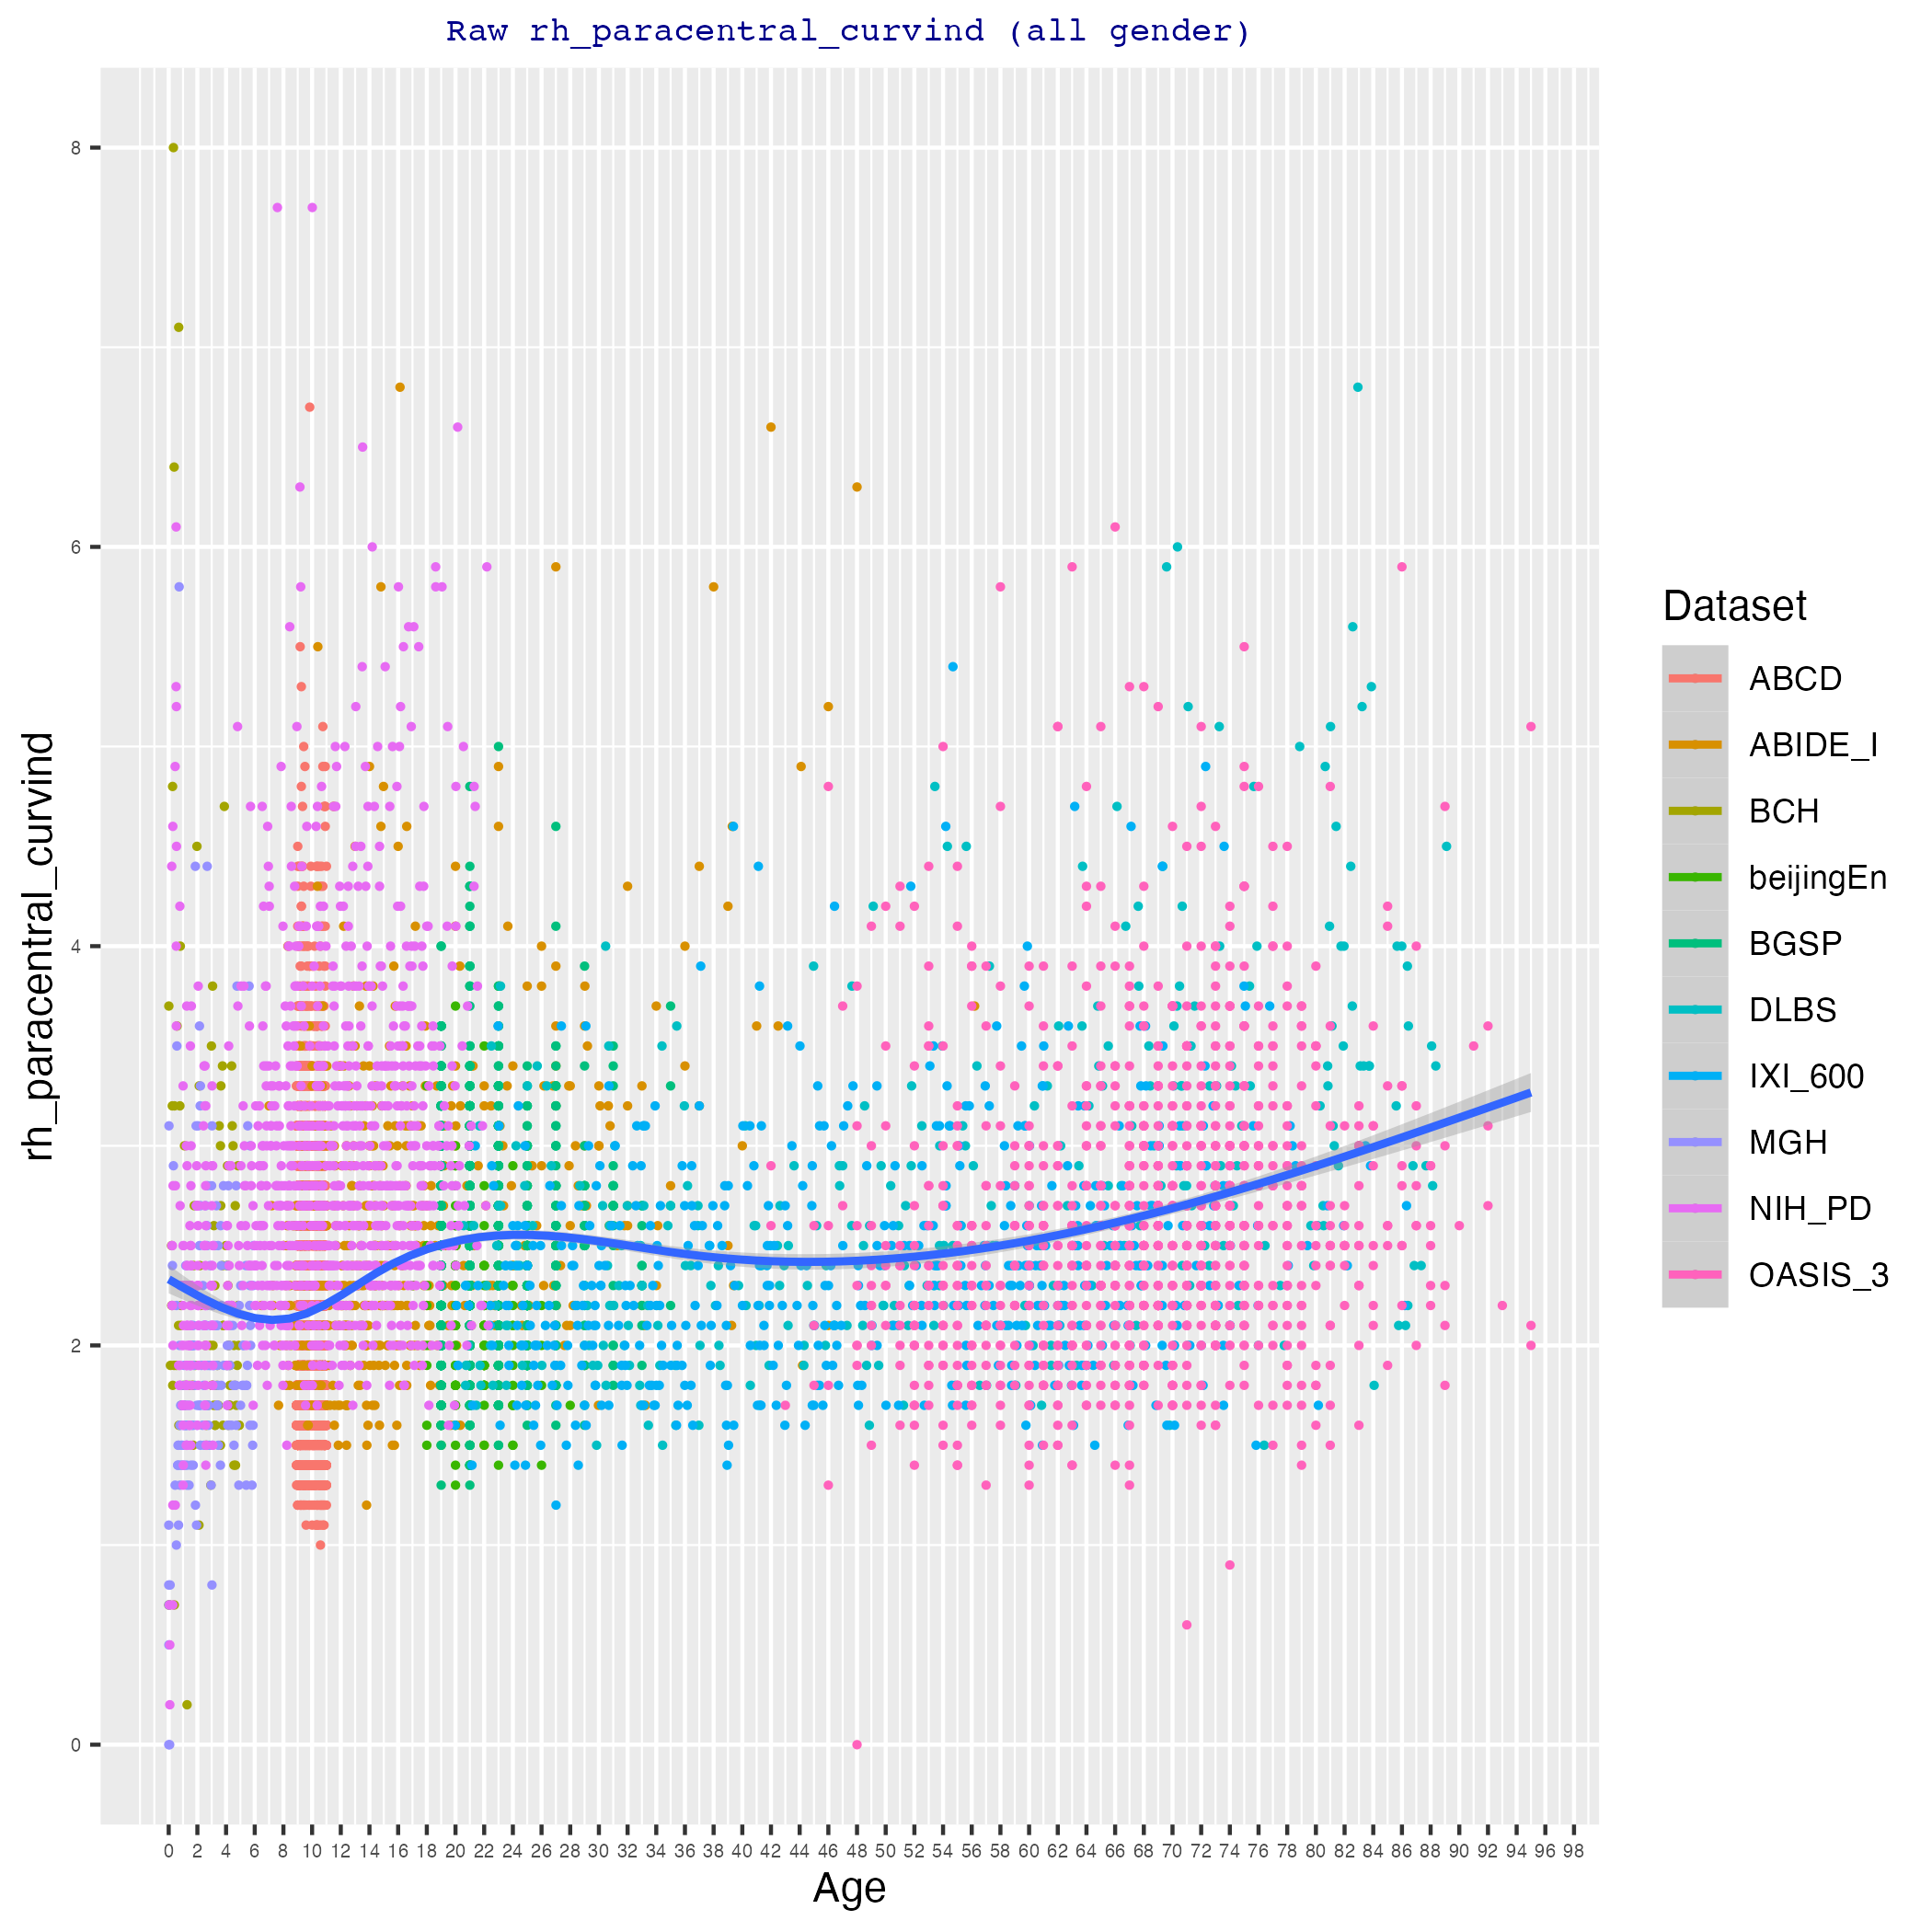 Raw rh_paracentral_curvind (all gender)
rh_paracentral_curvind
8
6
4
2
0
0 2 4 6 8 10 12 14 16 18 20 22 24 26 28 30 32 34 36 38 40 42 44 46 48 50 52 54 56 58 60 62 64 66 68 70 72 74 76 78 80 82 84 86 88 90 92 94 96 98
Age
Dataset
ABCD
ABIDE_I
BCH
beijingEn
BGSP
DLBS
IXI_600
MGH
NIH_PD
OASIS_3